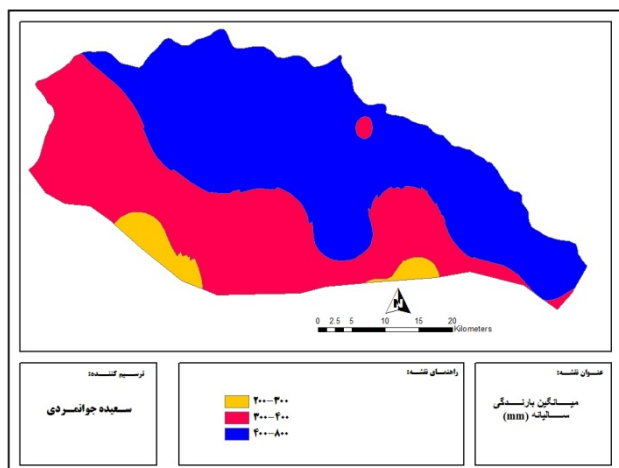 N
0 2.5 5 10 15 20
Kilometers
عنوان نقشه:
میانگین بارندگی
سالیانه (mm)
راهنمای نقشه:
۲۰۰-۳۰۰
۳۰۰-۴۰۰
۴۰۰-۸۰۰
ترسیم کننده:
سعیده جوانمردی